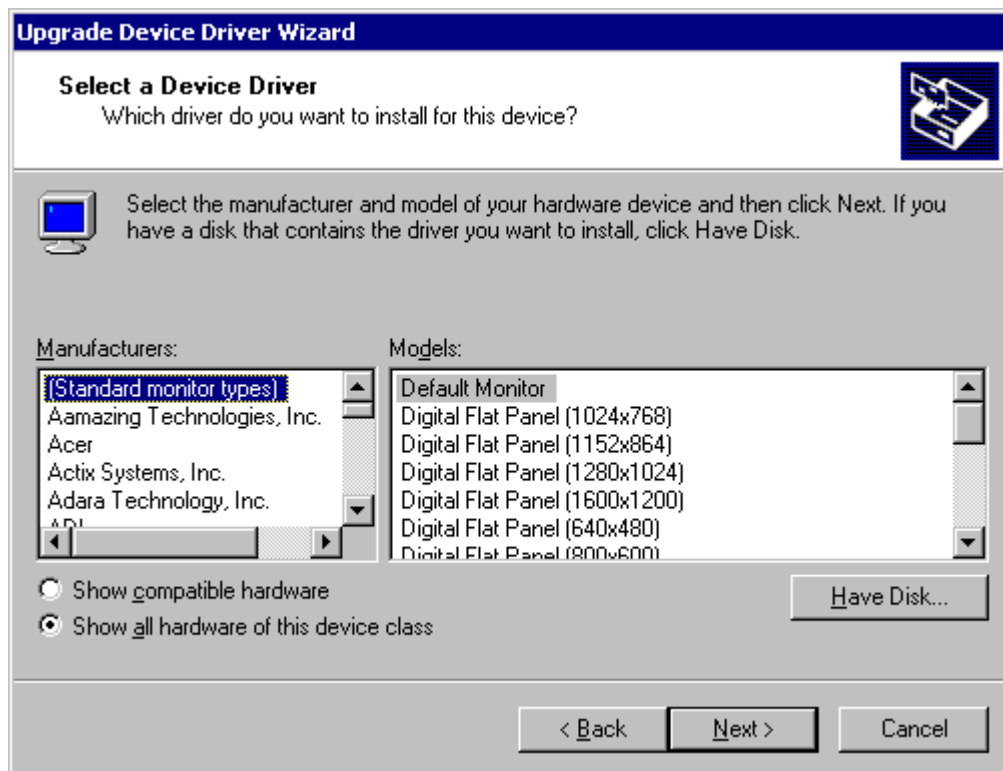 Upgrade Device Driver Wizard
Select a Device Driver
Which driver do you want to install for this device?
Select the manufacturer and model of your hardware device and then click Next. If you
have a disk that contains the driver you want to install, click Have Disk.
Manufacturers:
(Standard monitor types)
Aamazing Technologies, Inc.
Acer
Actix Systems, Inc.
Adara Technology, Inc.
ADI
Models:
Default Monitor
Digital Flat Panel (1024x768)
Digital Flat Panel (1152x864)
Digital Flat Panel (1280x1024)
Digital Flat Panel (1600x1200)
Digital Flat Panel (640x480)
Digital Flat Panel (800x600)
Show compatible hardware
Show all hardware of this device class
Have Disk...
< Back
Next >
Cancel